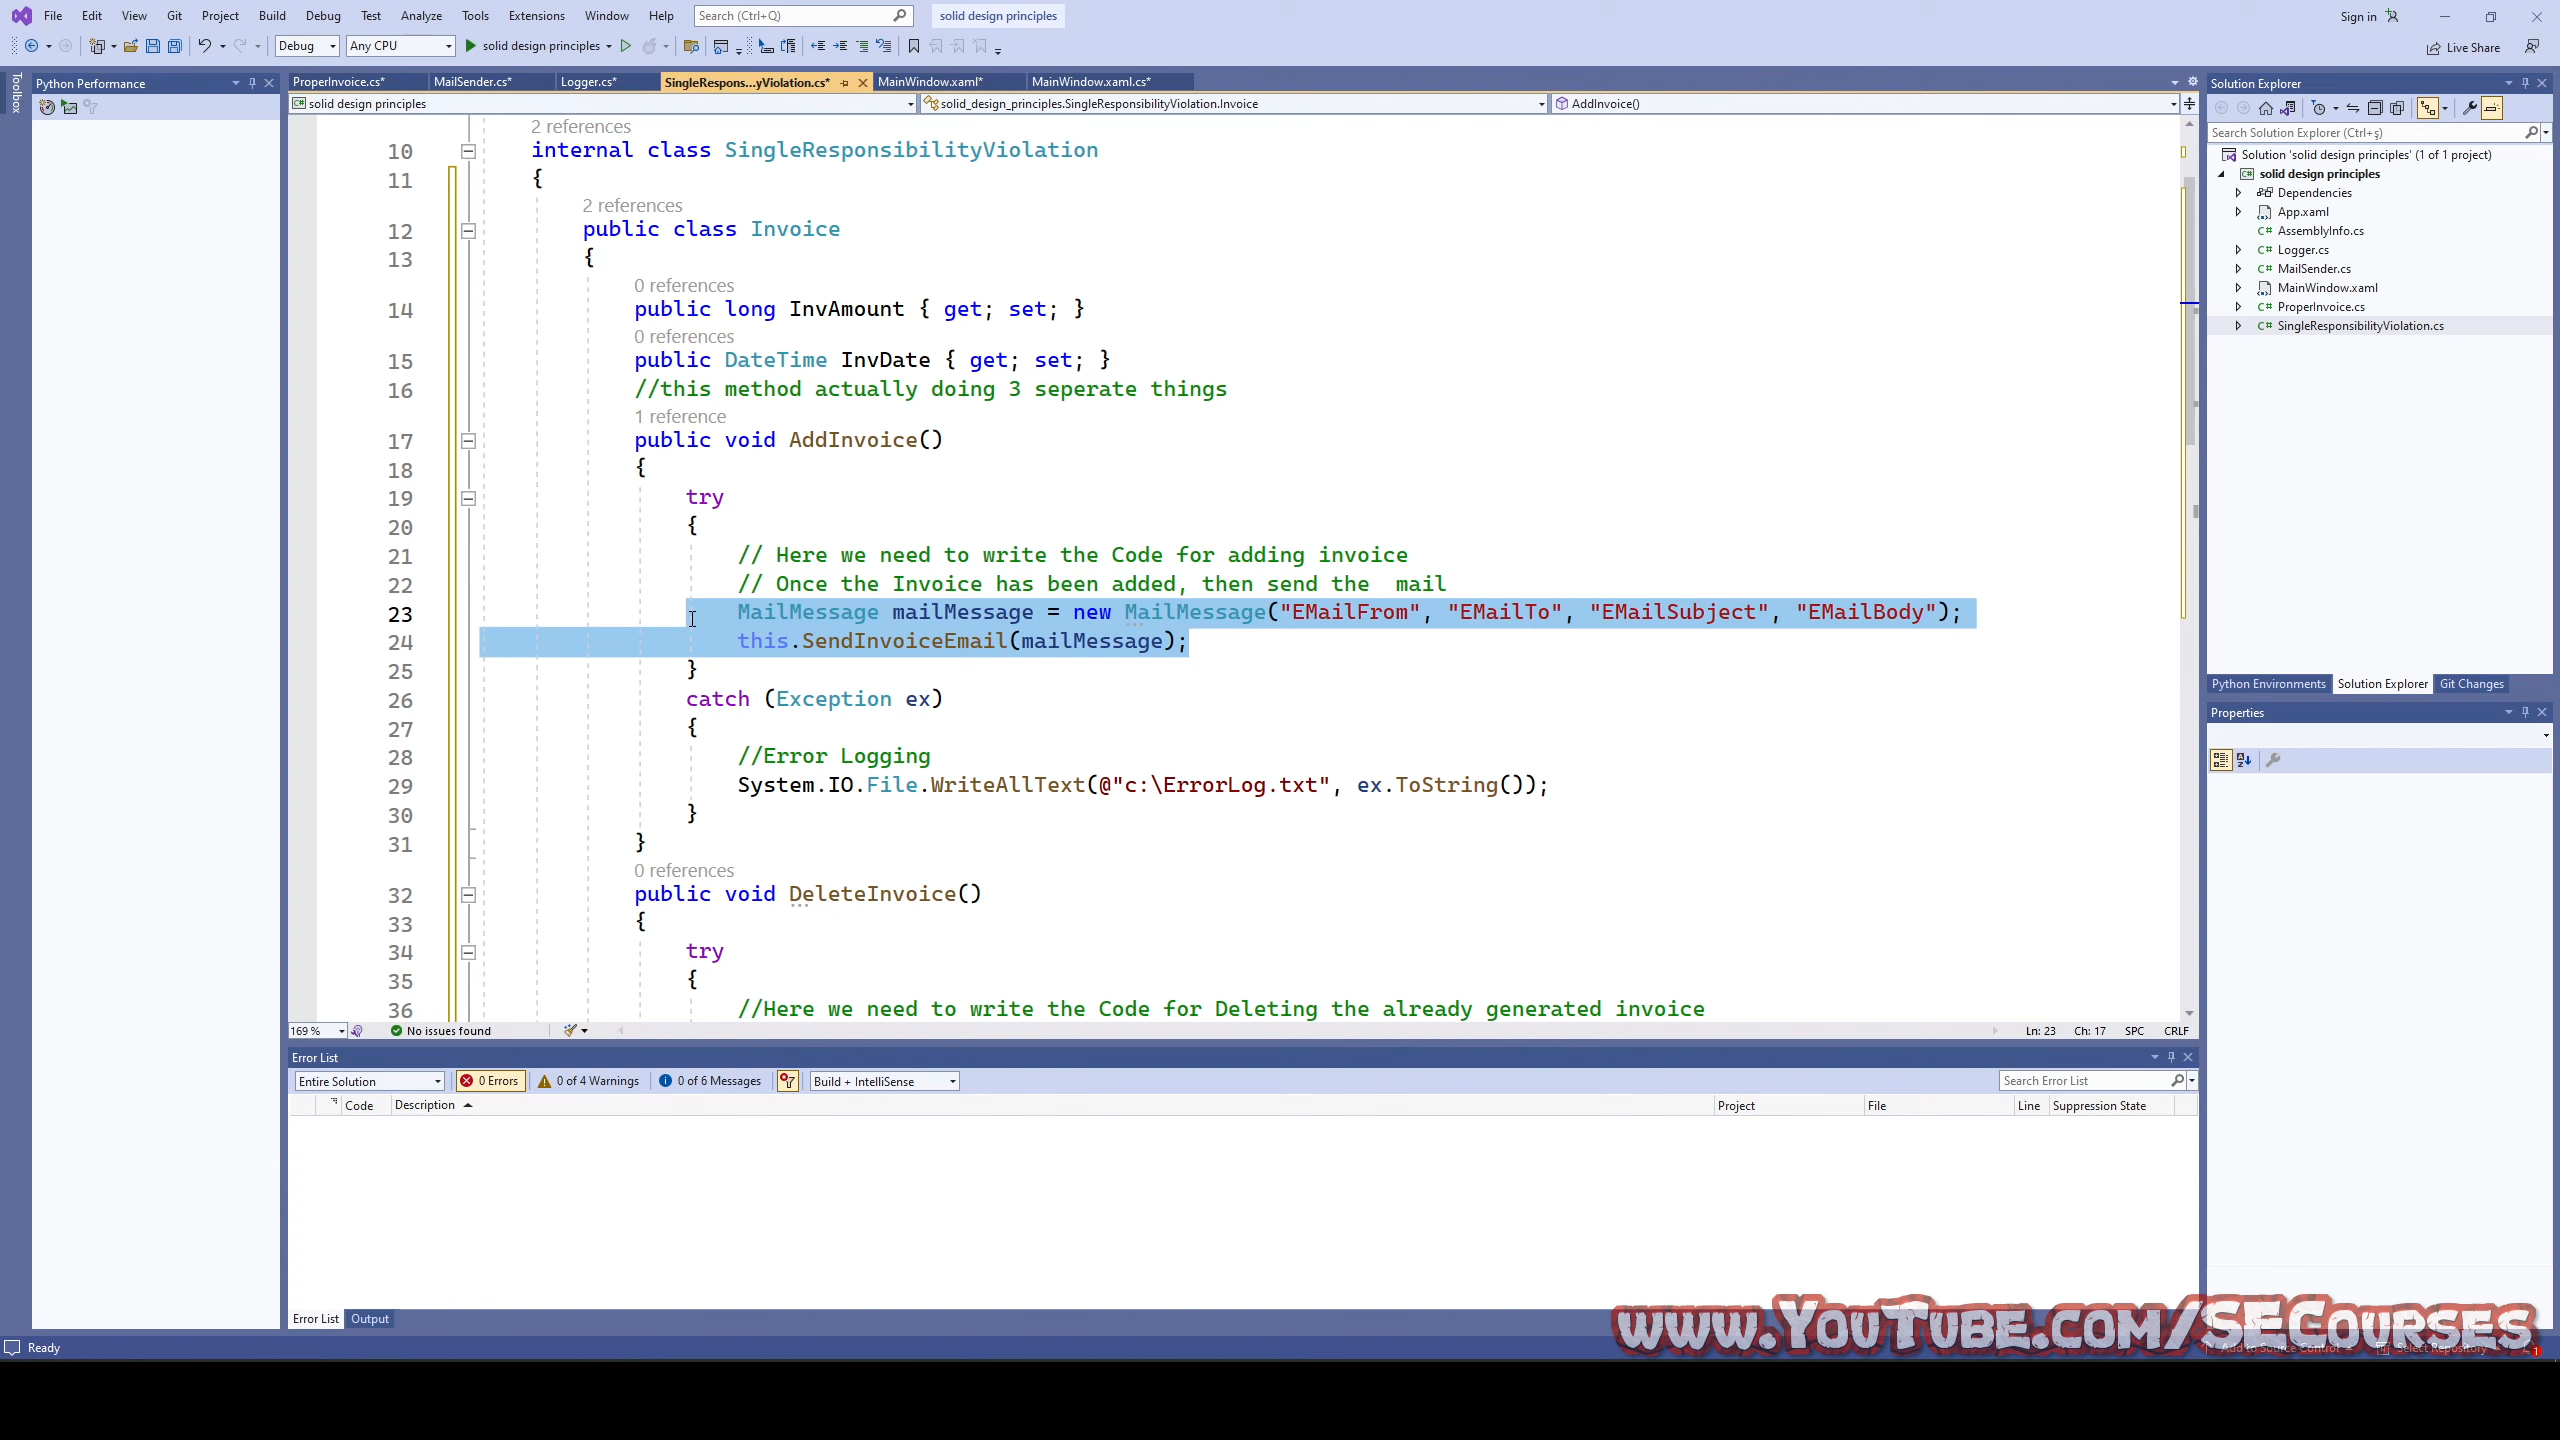 File Edit View Git Project Build Debug Test Analyze Tools Extensions Window Help Search (Ctrl+Q) solid design principles Sign in
Debug Any CPU solid design principles Live Share
Toolbox
Python Performance
ProperInvoice.cs* MailSender.cs* Logger.cs* SingleRespons...yViolation.cs* MainWindow.xaml* MainWindow.xaml.cs*
solid design principles solid_design_principles.SingleResponsibilityViolation.Invoice AddInvoice()
2 references
10 internal class SingleResponsibilityViolation
11 {
2 references
12 public class Invoice
13 {
0 references
14 public long InvAmount { get; set; }
0 references
15 public DateTime InvDate { get; set; }
16 //this method actually doing 3 seperate things
1 reference
17 public void AddInvoice()
18 {
19 try
20 {
21 // Here we need to write the Code for adding invoice
22 // Once the Invoice has been added, then send the  mail
23 MailMessage mailMessage = new MailMessage("EMailFrom", "EMailTo", "EMailSubject", "EMailBody");
24 this.SendInvoiceEmail(mailMessage);
25 }
26 catch (Exception ex)
27 {
28 //Error Logging
29 System.IO.File.WriteAllText(@"c:\ErrorLog.txt", ex.ToString());
30 }
31 }
0 references
32 public void DeleteInvoice()
33 {
34 try
35 {
36 //Here we need to write the Code for Deleting the already generated invoice
169 % No issues found Ln: 23 Ch: 17 SPC CRLF
Error List
Entire Solution 0 Errors 0 of 4 Warnings 0 of 6 Messages Build + IntelliSense Search Error List
Code Description Project File Line Suppression State
Error List Output
Solution Explorer
Search Solution Explorer (Ctrl+ş)
Solution 'solid design principles' (1 of 1 project)
solid design principles
Dependencies
App.xaml
AssemblyInfo.cs
Logger.cs
MailSender.cs
MainWindow.xaml
ProperInvoice.cs
SingleResponsibilityViolation.cs
Python Environments Solution Explorer Git Changes
Properties
www.YouTube.com/SECourses
Ready Add to Source Control Select Repository 1